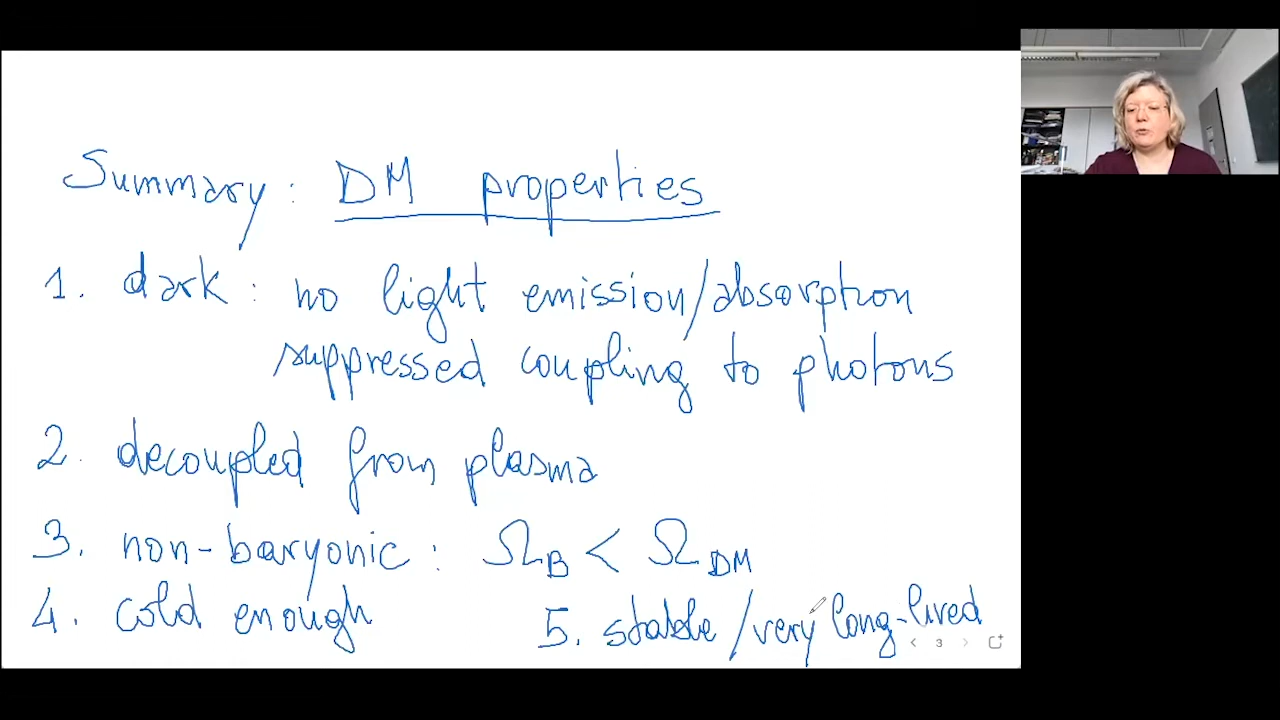 Summary: DM properties
1. dark: no light emission/absorption
suppressed coupling to photons
2. decoupled from plasma
3. non-baryonic: Ω_B < Ω_DM
4. cold enough
5. stable/very long-lived
< 3 >